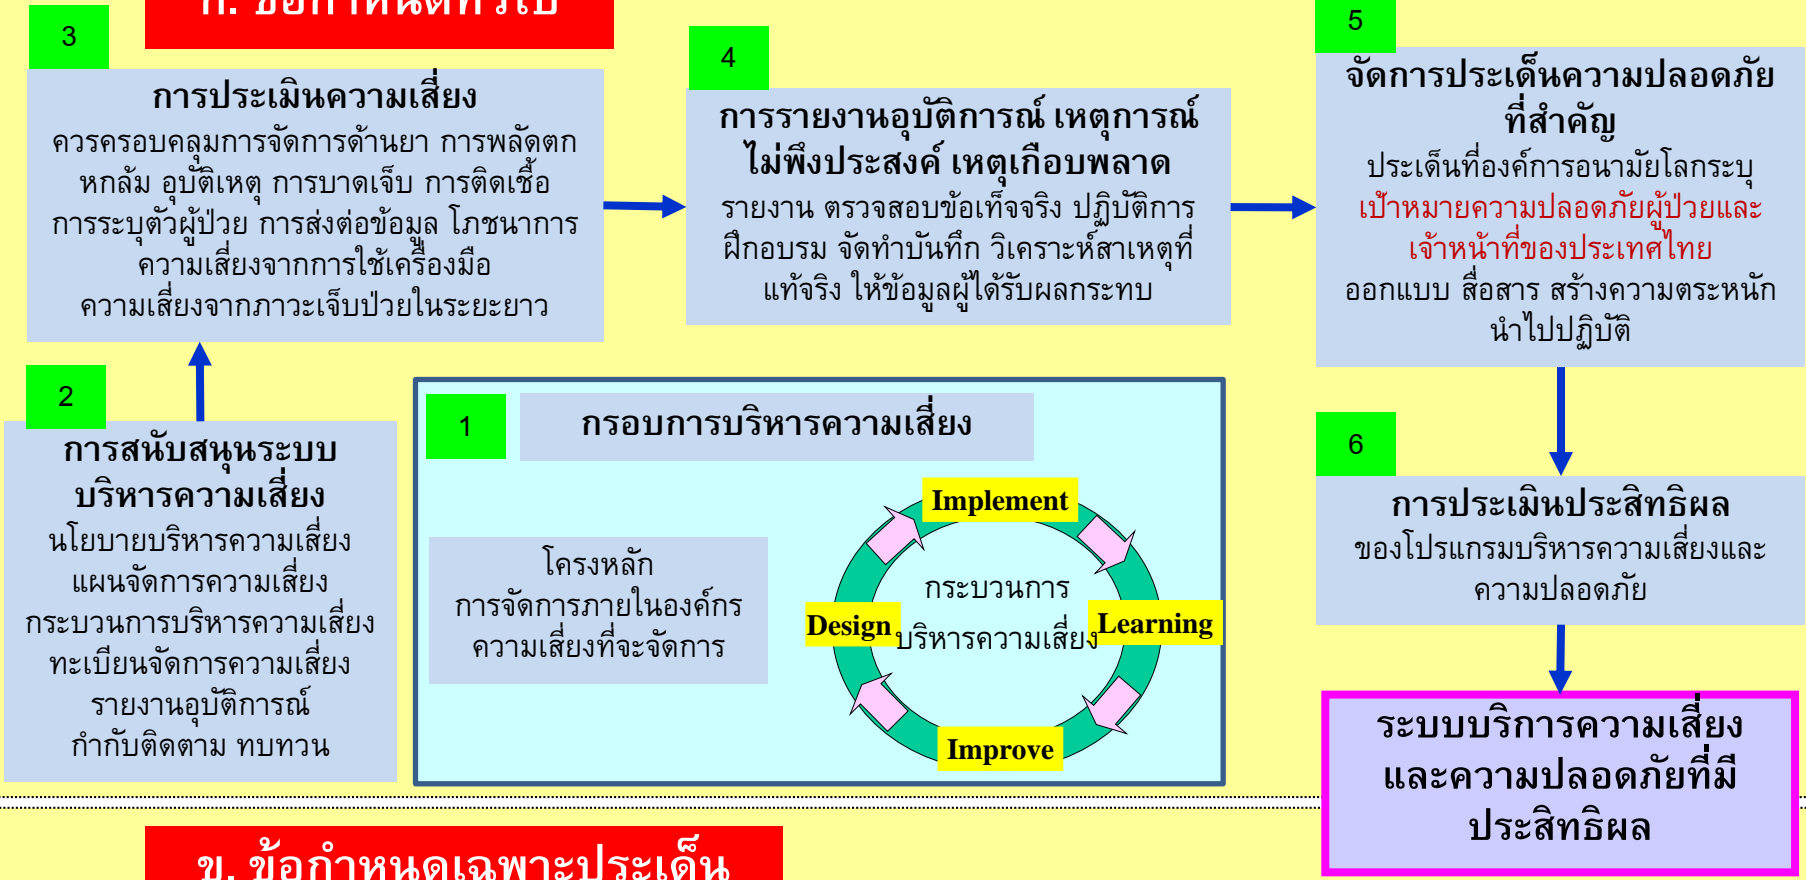 ก. ข้อกำหนดทั่วไป
3
การประเมินความเสี่ยง
ควรครอบคลุมการจัดการด้านยา การพลัดตก
หกล้ม อุบัติเหตุ การบาดเจ็บ การติดเชื้อ
การระบุตัวผู้ป่วย การส่งต่อข้อมูล โภชนาการ
ความเสี่ยงจากการใช้เครื่องมือ
ความเสี่ยงจากภาวะเจ็บป่วยในระยะยาว
4
การรายงานอุบัติการณ์ เหตุการณ์
ไม่พึงประสงค์ เหตุเกือบพลาด
รายงาน ตรวจสอบข้อเท็จจริง ปฏิบัติการ
ฝึกอบรม จัดทำบันทึก วิเคราะห์สาเหตุที่
แท้จริง ให้ข้อมูลผู้ได้รับผลกระทบ
5
จัดการประเด็นความปลอดภัย
ที่สำคัญ
ประเด็นที่องค์การอนามัยโลกระบุ
เป้าหมายความปลอดภัยผู้ป่วยและ
เจ้าหน้าที่ของประเทศไทย
ออกแบบ สื่อสาร สร้างความตระหนัก
นำไปปฏิบัติ
2
การสนับสนุนระบบ
บริหารความเสี่ยง
นโยบายบริหารความเสี่ยง
แผนจัดการความเสี่ยง
กระบวนการบริหารความเสี่ยง
ทะเบียนจัดการความเสี่ยง
รายงานอุบัติการณ์
กำกับติดตาม ทบทวน
1
กรอบการบริหารความเสี่ยง
โครงหลัก
การจัดการภายในองค์กร
ความเสี่ยงที่จะจัดการ
Implement
กระบวนการ
บริหารความเสี่ยง
Design
Learning
Improve
6
การประเมินประสิทธิผล
ของโปรแกรมบริหารความเสี่ยงและ
ความปลอดภัย
ระบบบริการความเสี่ยง
และความปลอดภัยที่มี
ประสิทธิผล
ข. ข้อกำหนดเฉพาะประเด็น